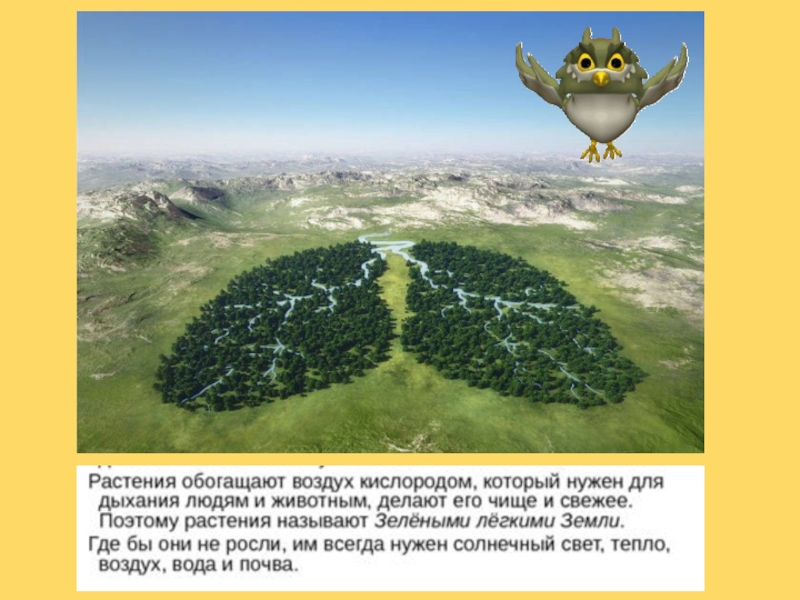 Растения обогащают воздух кислородом, который нужен для
дыхания людям и животным, делают его чище и свежее.
Поэтому растения называют Зелёными лёгкими Земли.
Где бы они не росли, им всегда нужен солнечный свет, тепло,
воздух, вода и почва.